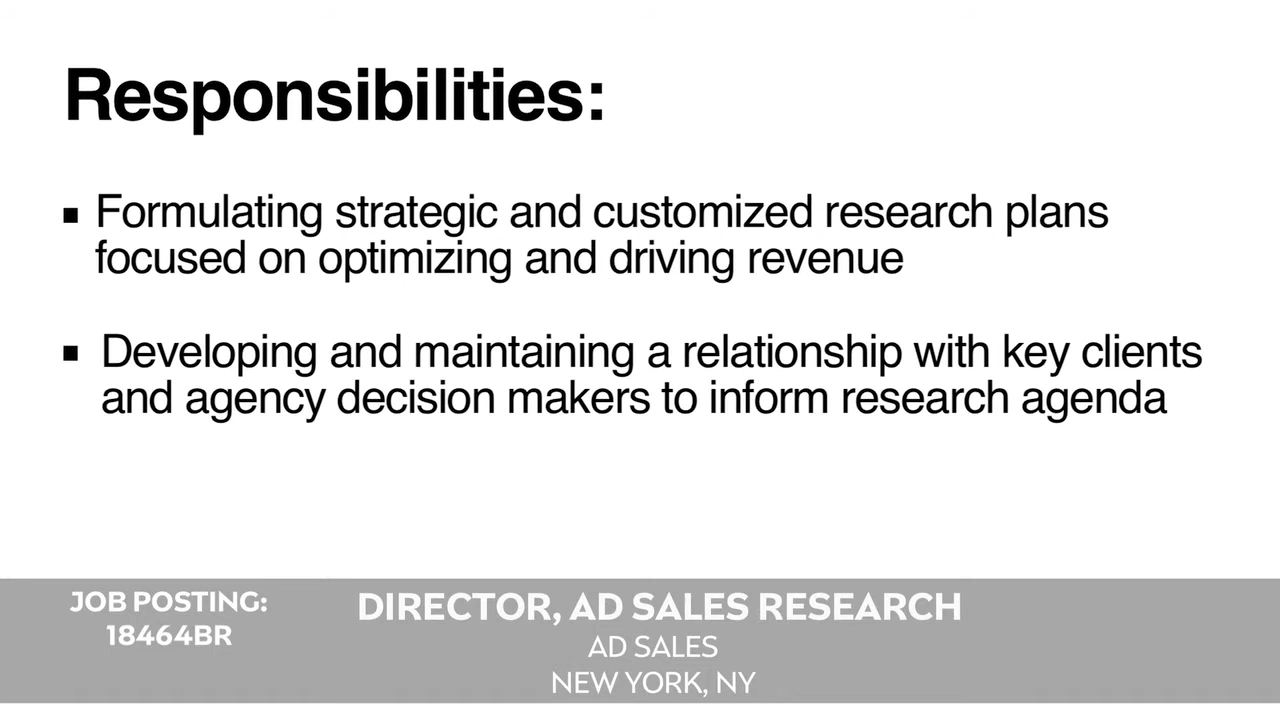 Responsibilities:
▪ Formulating strategic and customized research plans
focused on optimizing and driving revenue
▪ Developing and maintaining a relationship with key clients
and agency decision makers to inform research agenda
JOB POSTING:
18464BR
DIRECTOR, AD SALES RESEARCH
AD SALES
NEW YORK, NY